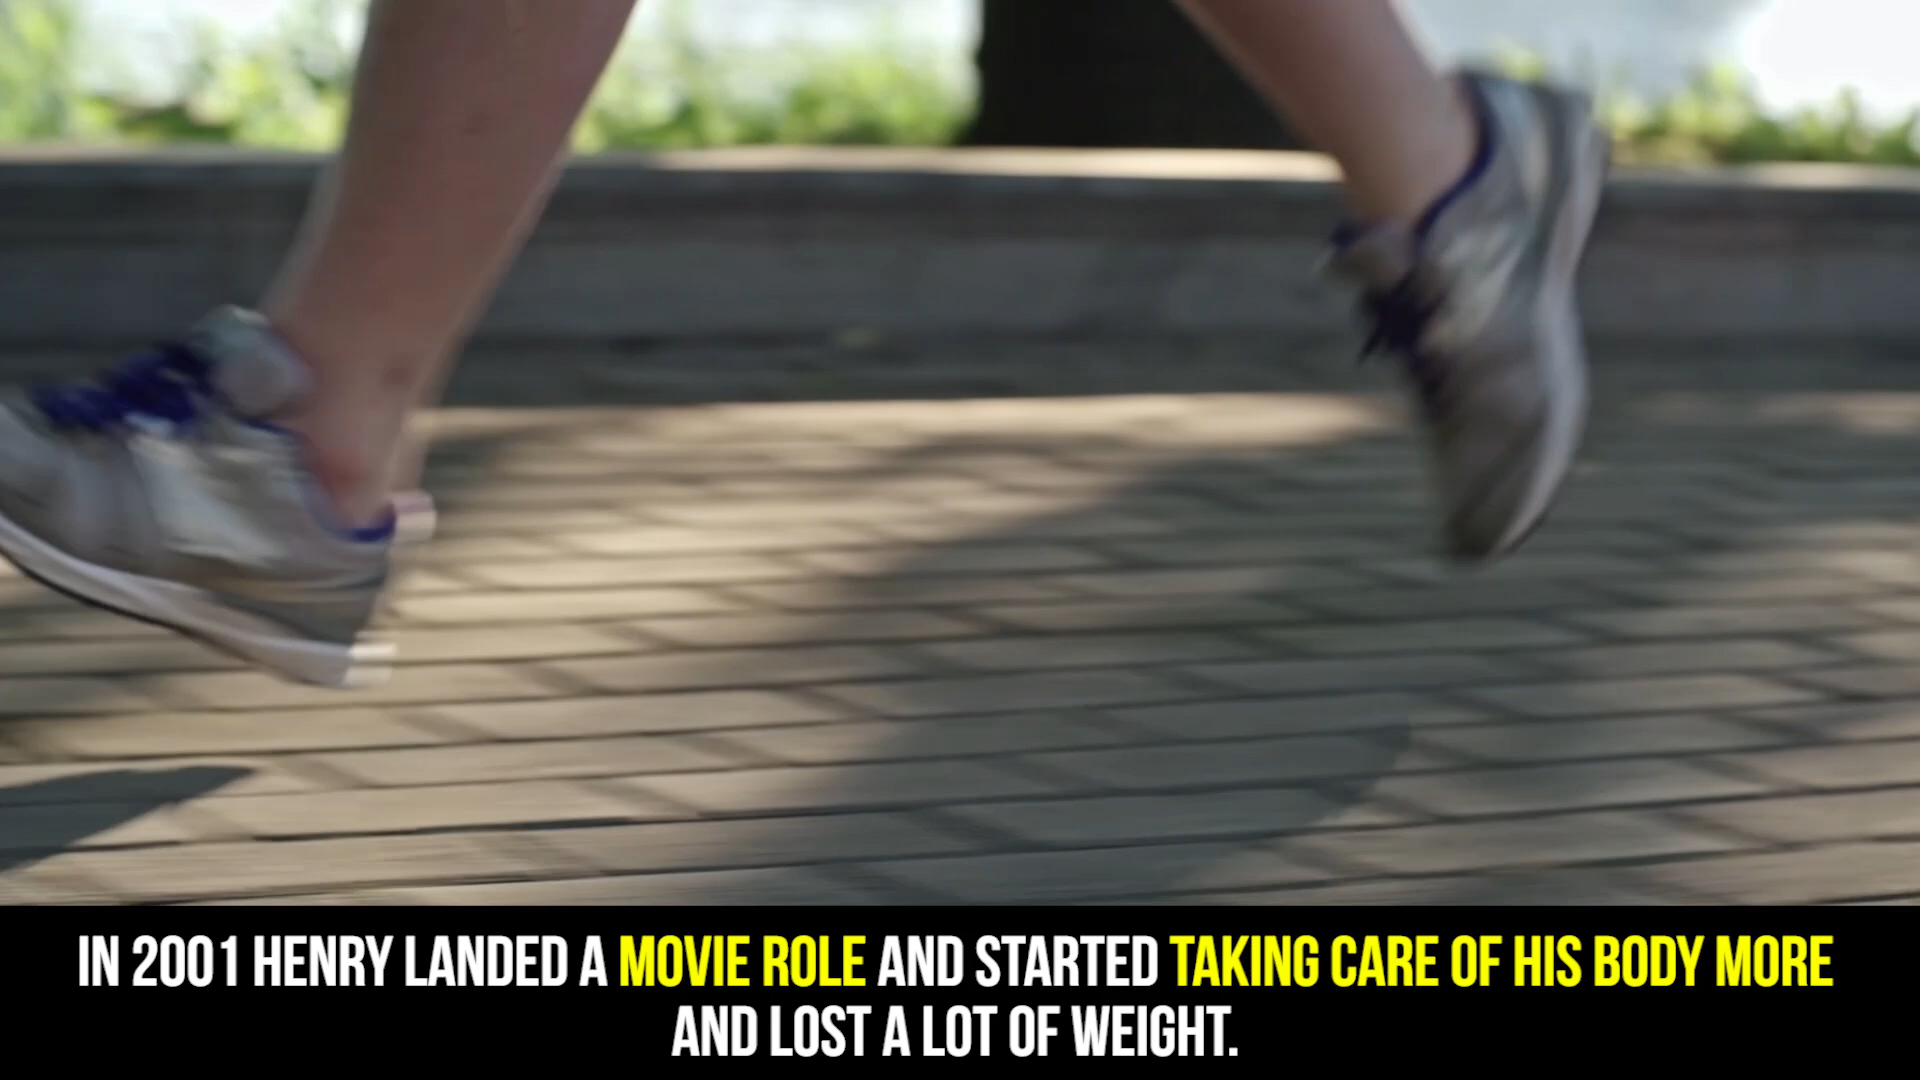 IN 2001 HENRY LANDED A MOVIE ROLE AND STARTED TAKING CARE OF HIS BODY MORE
AND LOST A LOT OF WEIGHT.